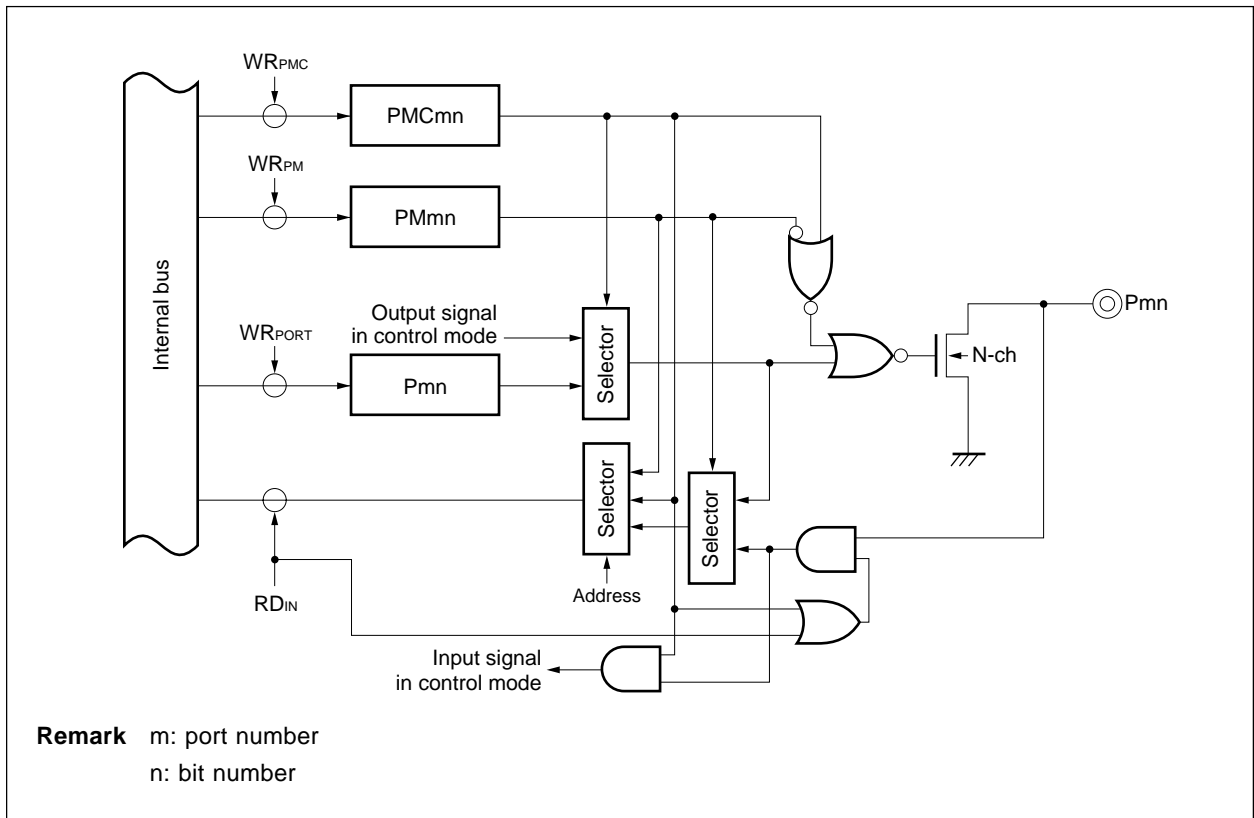 WRPMC
PMCmn
WRPM
PMmn
Internal bus
Output signal
in control mode
WRPORT
Pmn
Selector
N-ch
Pmn
Selector
Selector
Address
RDIN
Input signal
in control mode
Remark m: port number
n: bit number